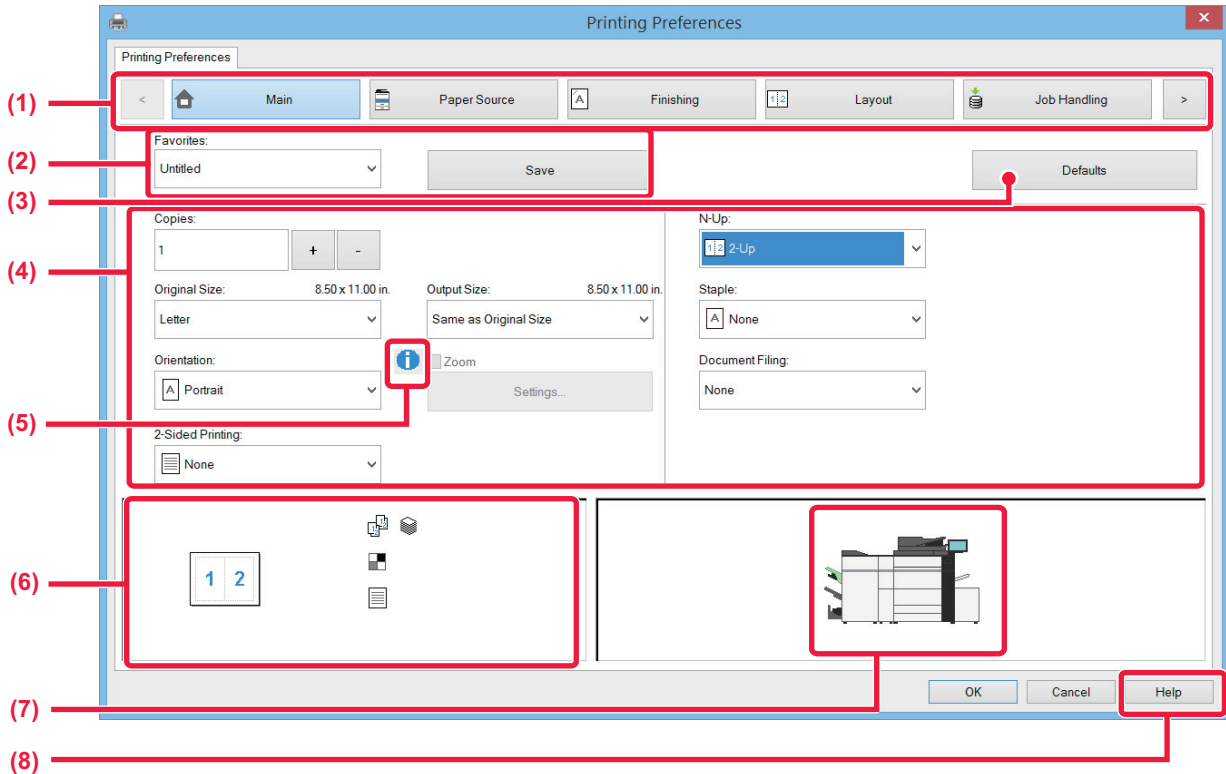 Printing Preferences
Printing Preferences
(1)
< Main Paper Source Finishing Layout Job Handling >
(2)
Favorites:
Untitled Save Defaults
(3)
(4)
Copies: N-Up:
1 + - 2-Up
Original Size: 8.50 x 11.00 in. Output Size: 8.50 x 11.00 in. Staple:
Letter Same as Original Size None
Orientation: Zoom Document Filing:
Portrait Settings... None
(5)
2-Sided Printing:
None
(6)
1 2
OK Cancel Help
(7)
(8)